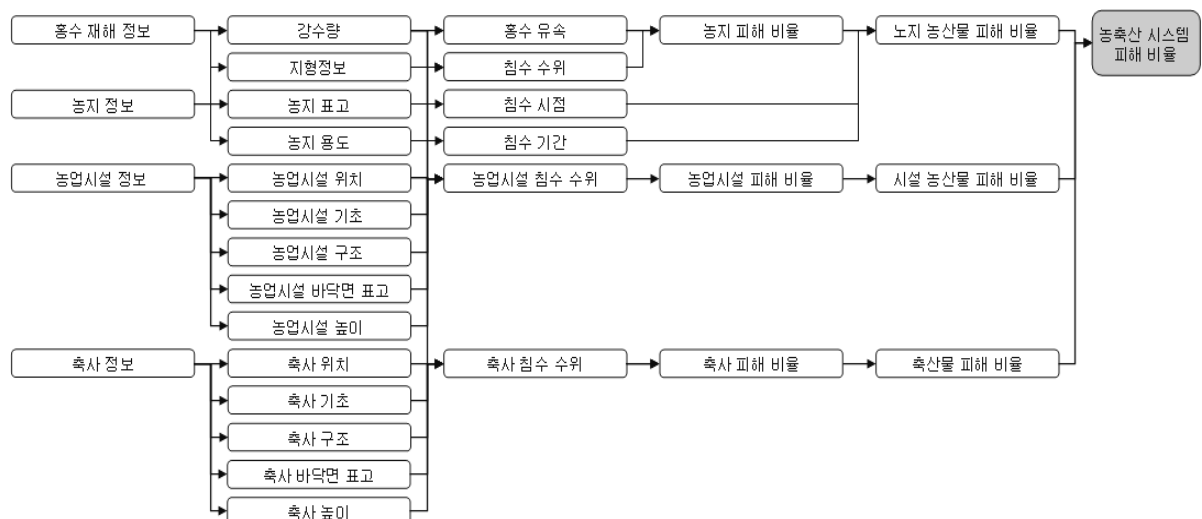 홍수 재해 정보
강수량
홍수 유속
농지 피해 비율
노지 농산물 피해 비율
농축산 시스템
피해 비율
지형정보
침수 수위
농지 정보
농지 표고
침수 시점
농지 용도
침수 기간
농업시설 정보
농업시설 위치
농업시설 침수 수위
농업시설 피해 비율
시설 농산물 피해 비율
농업시설 기초
농업시설 구조
농업시설 바닥면 표고
농업시설 높이
축사 정보
축사 위치
축사 침수 수위
축사 피해 비율
축산물 피해 비율
축사 기초
축사 구조
축사 바닥면 표고
축사 높이